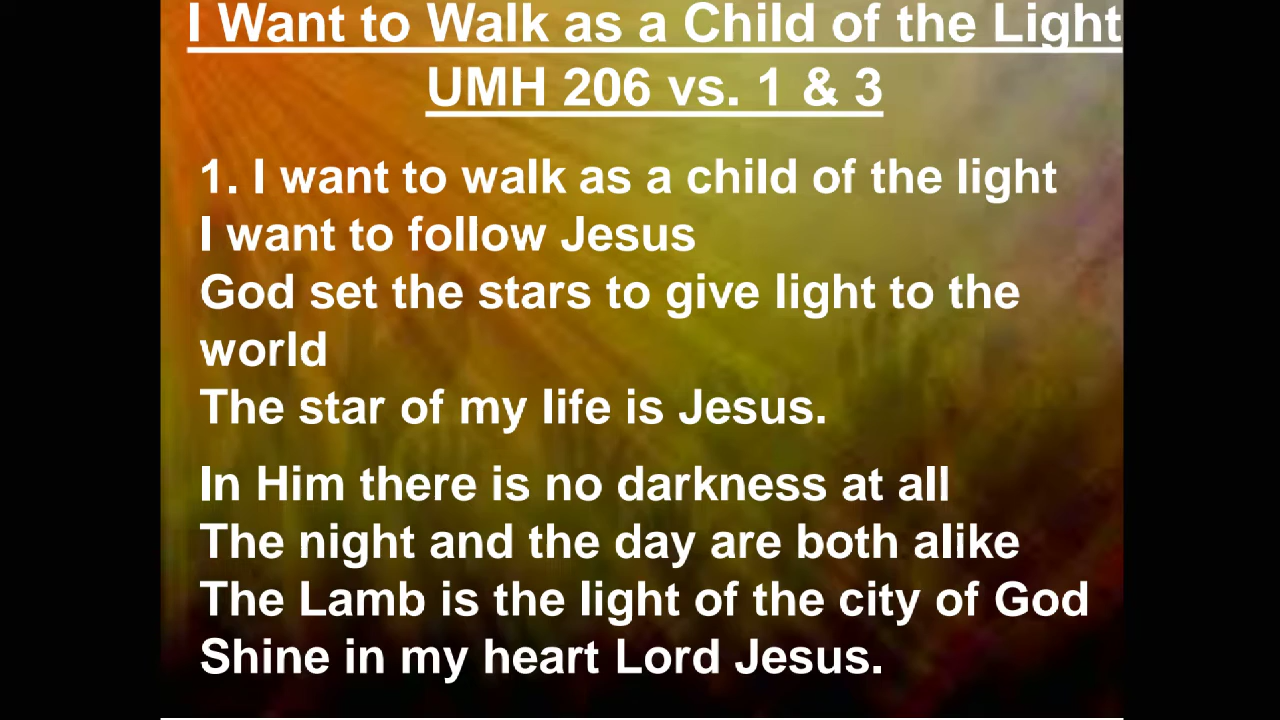 I Want to Walk as a Child of the Light
UMH 206 vs. 1 & 3
1. I want to walk as a child of the light
I want to follow Jesus
God set the stars to give light to the
world
The star of my life is Jesus.
In Him there is no darkness at all
The night and the day are both alike
The Lamb is the light of the city of God
Shine in my heart Lord Jesus.